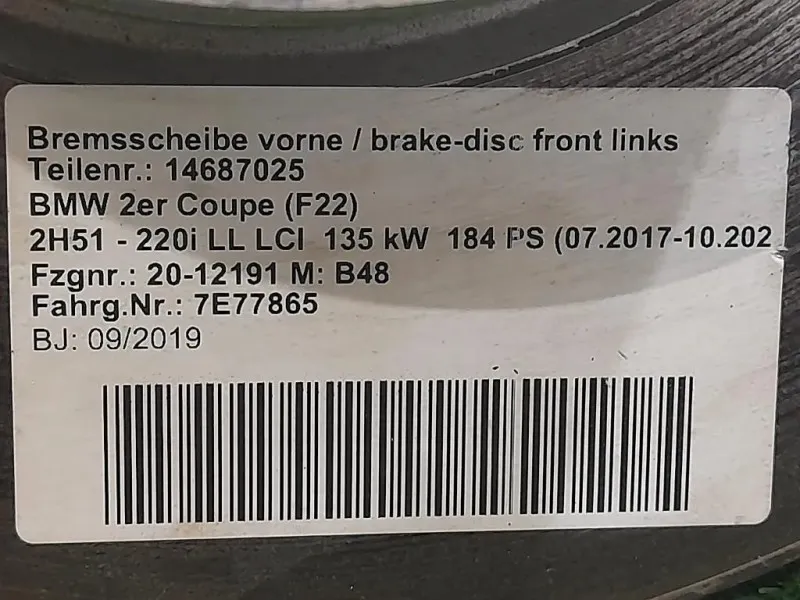 Bremsscheibe vorne / brake-disc front links
Teilenr.: 14687025
BMW 2er Coupe (F22)
2H51 - 220i LL LCI 135 kW 184 PS (07.2017-10.202
Fzgnr.: 20-12191 M: B48
Fahrg.Nr.: 7E77865
BJ: 09/2019